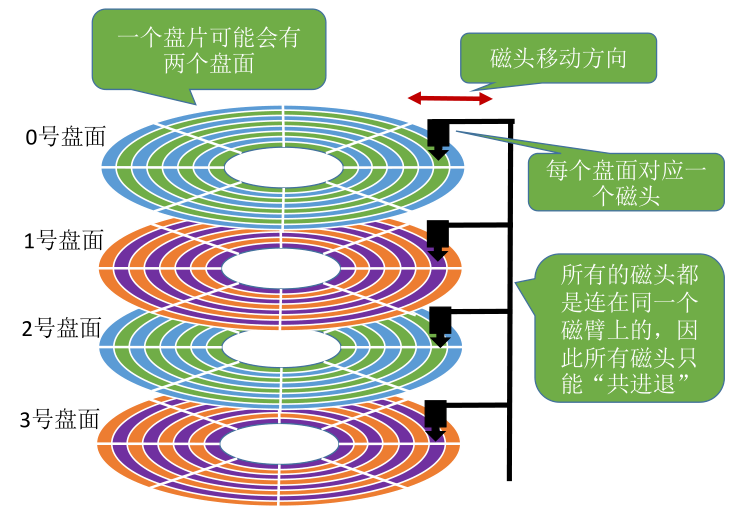 一个盘片可能会有
两个盘面
磁头移动方向
0号盘面
每个盘面对应一
个磁头
1号盘面
所有的磁头都
是连在同一个
磁臂上的，因
此所有磁头只
能“共进退”
2号盘面
3号盘面